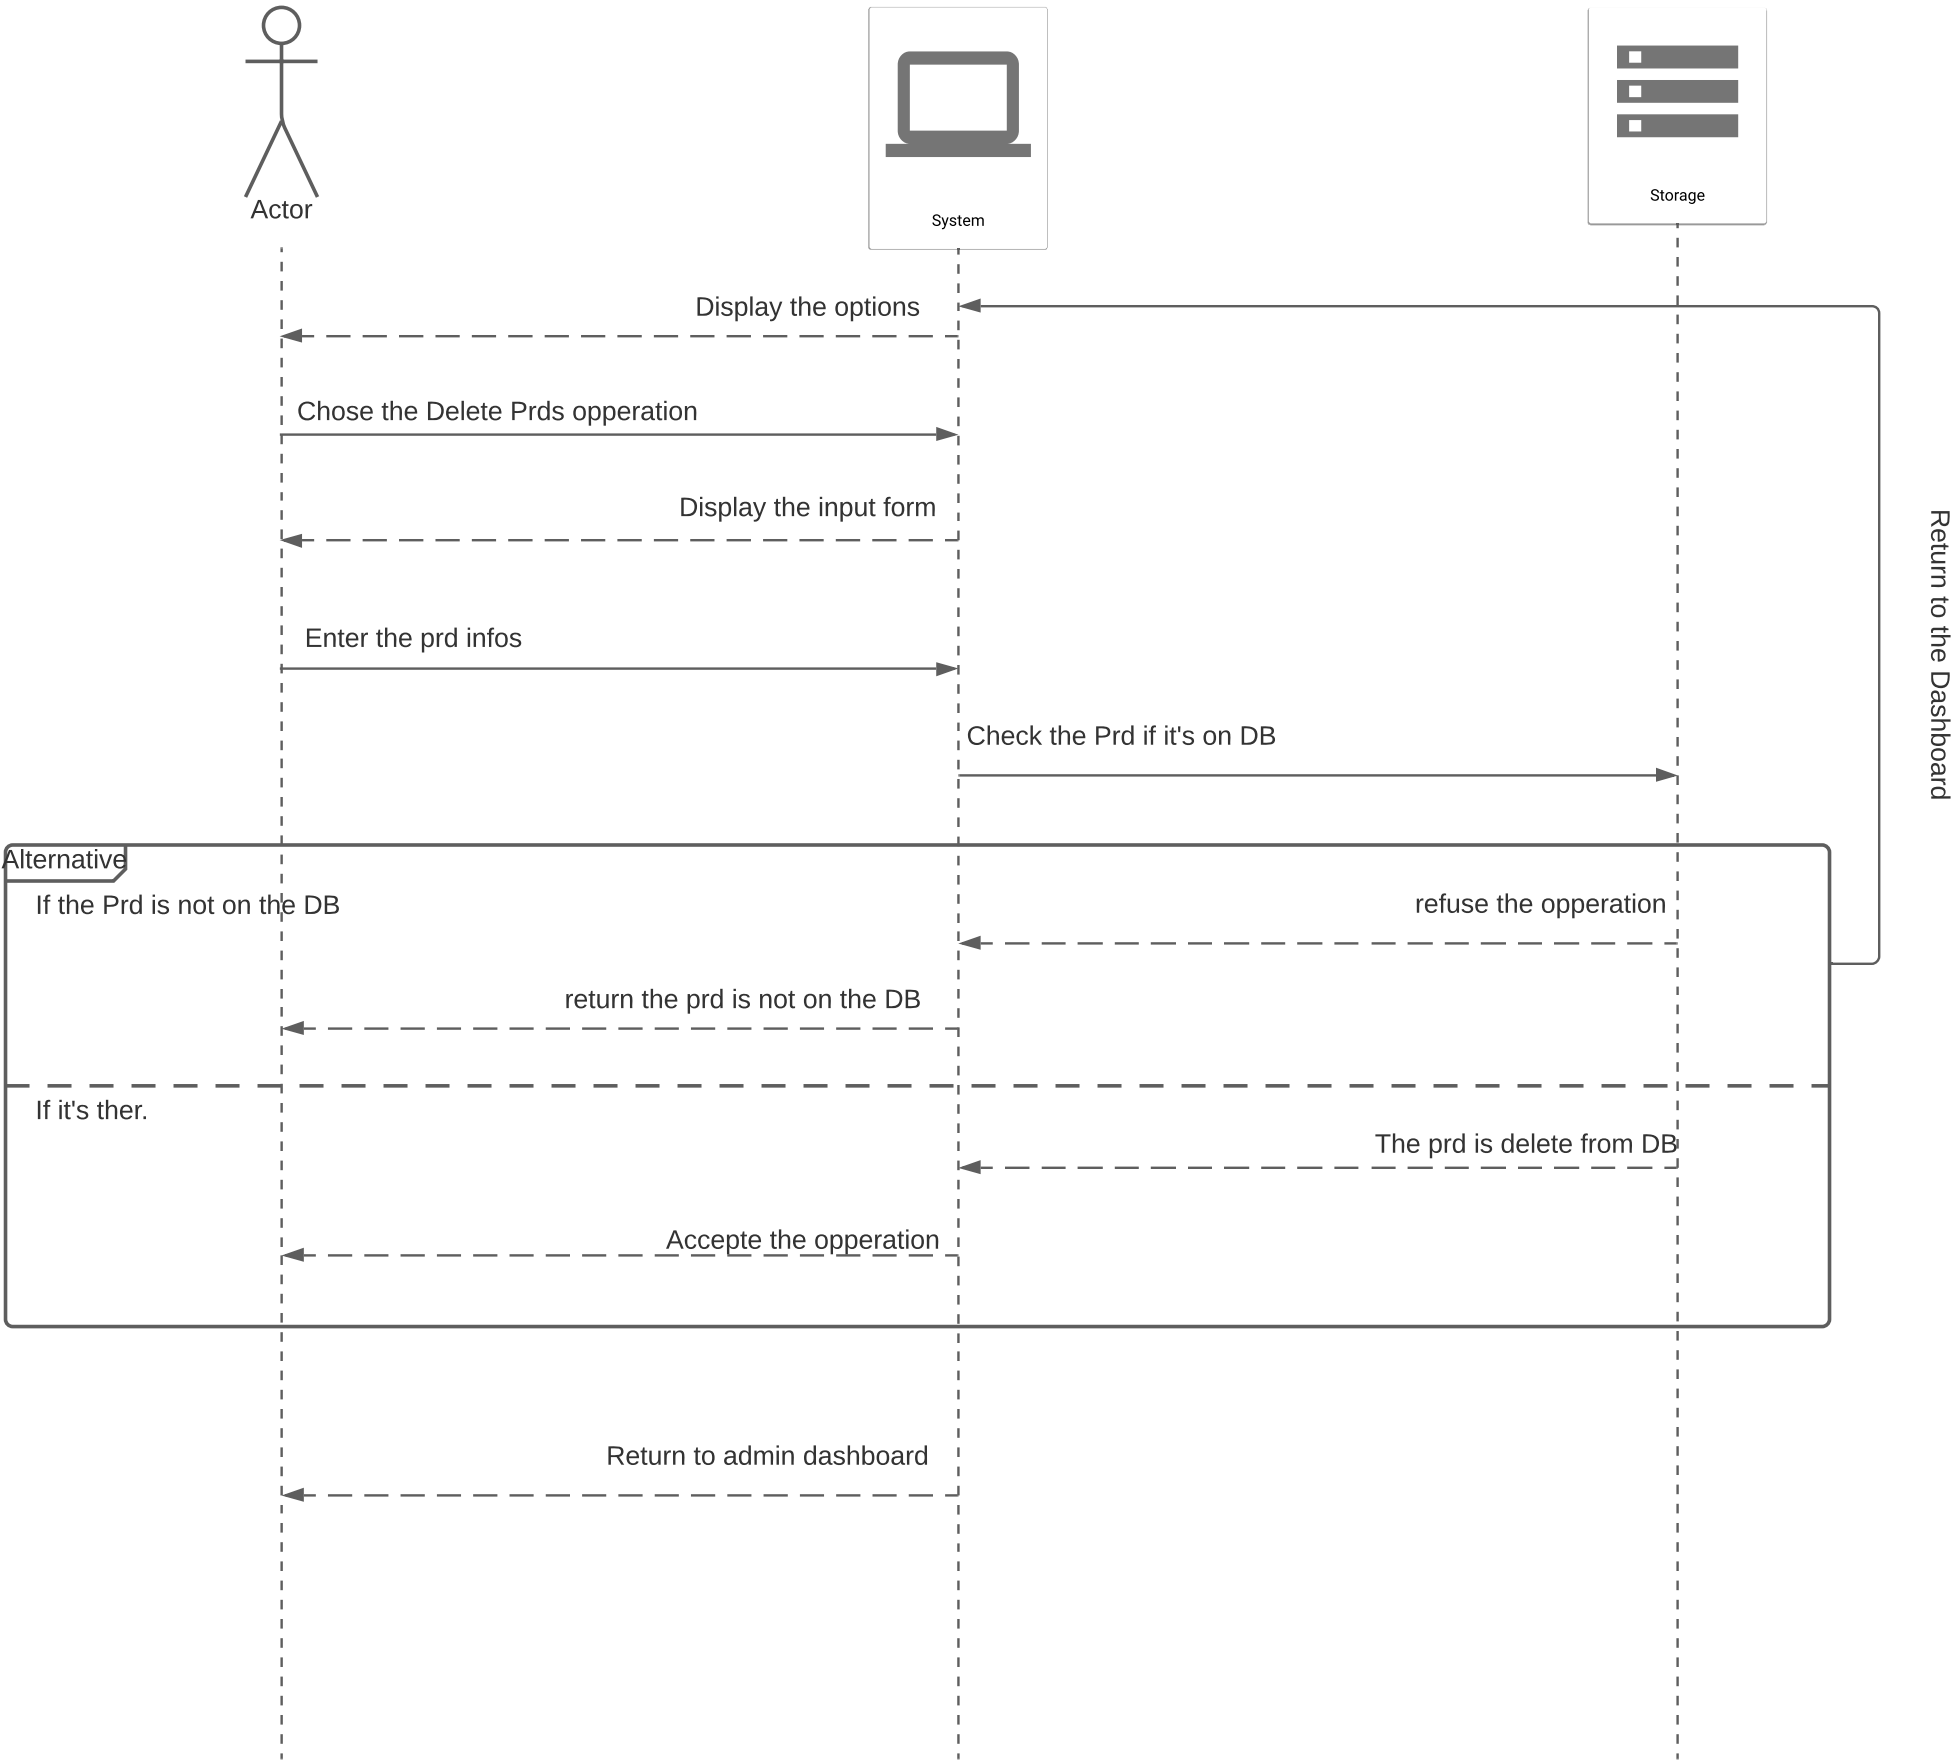 Actor
System
Storage
Display the options
Chose the Delete Prds opperation
Display the input form
Enter the prd infos
Return to the Dashboard
Check the Prd if it's on DB
Alternative
If the Prd is not on the DB
refuse the opperation
return the prd is not on the DB
If it's ther.
The prd is delete from DB
Accepte the opperation
Return to admin dashboard